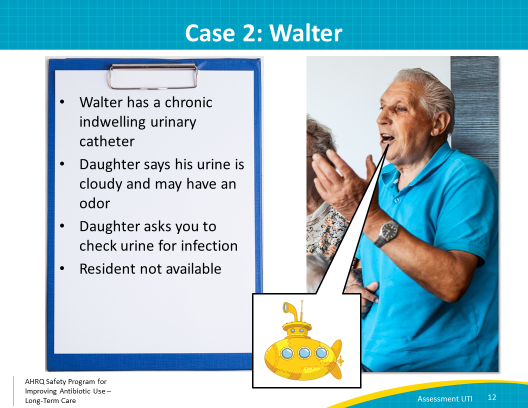 Case 2: Walter
• Walter has a chronic
indwelling urinary
catheter
• Daughter says his urine is
cloudy and may have an
odor
• Daughter asks you to
check urine for infection
• Resident not available
AHRQ Safety Program for
Improving Antibiotic Use –
Long-Term Care
Assessment UTI 12